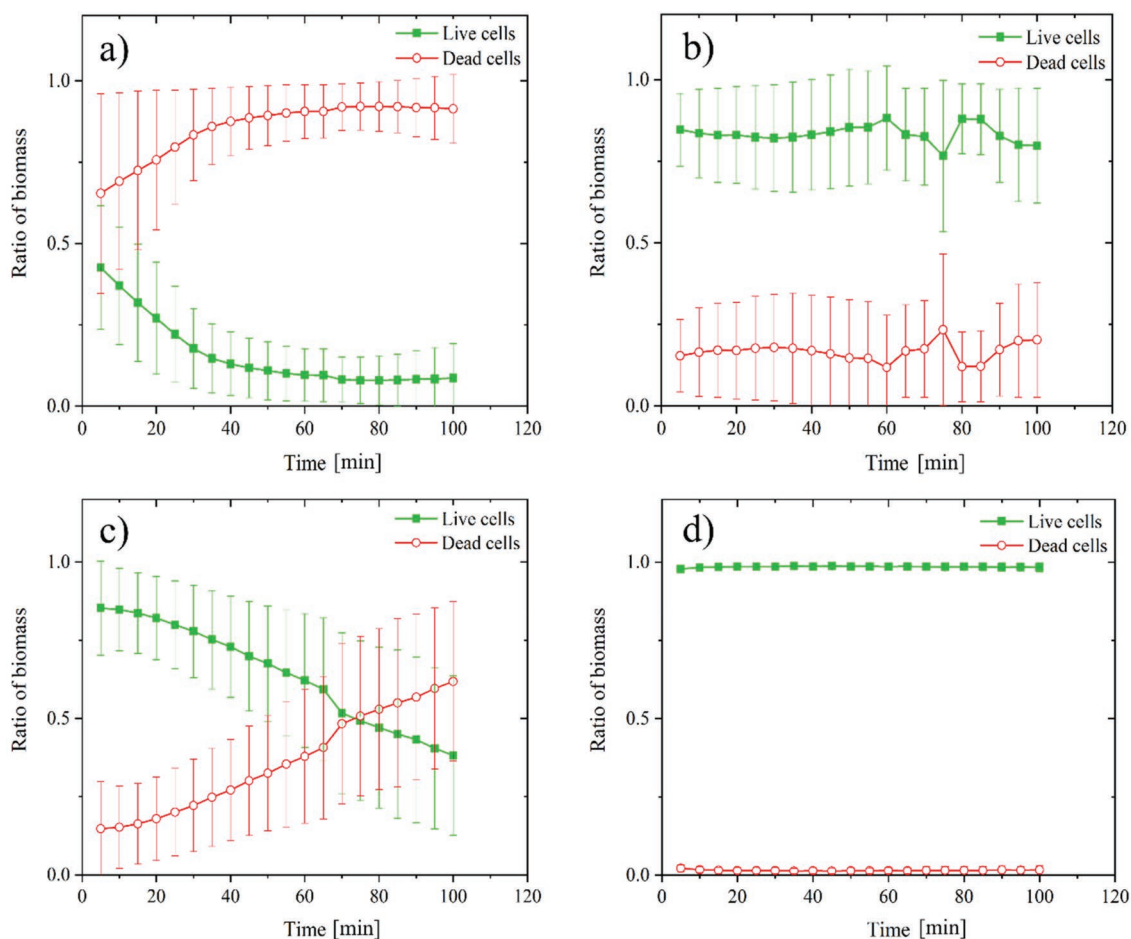 a)
Live cells
Dead cells
1.0
0.5
0.0
Ratio of biomass
0 20 40 60 80 100 120
Time [min]
b)
Live cells
Dead cells
1.0
0.5
0.0
Ratio of biomass
0 20 40 60 80 100 120
Time [min]
c)
Live cells
Dead cells
1.0
0.5
0.0
Ratio of biomass
0 20 40 60 80 100 120
Time [min]
d)
Live cells
Dead cells
1.0
0.5
0.0
Ratio of biomass
0 20 40 60 80 100 120
Time [min]